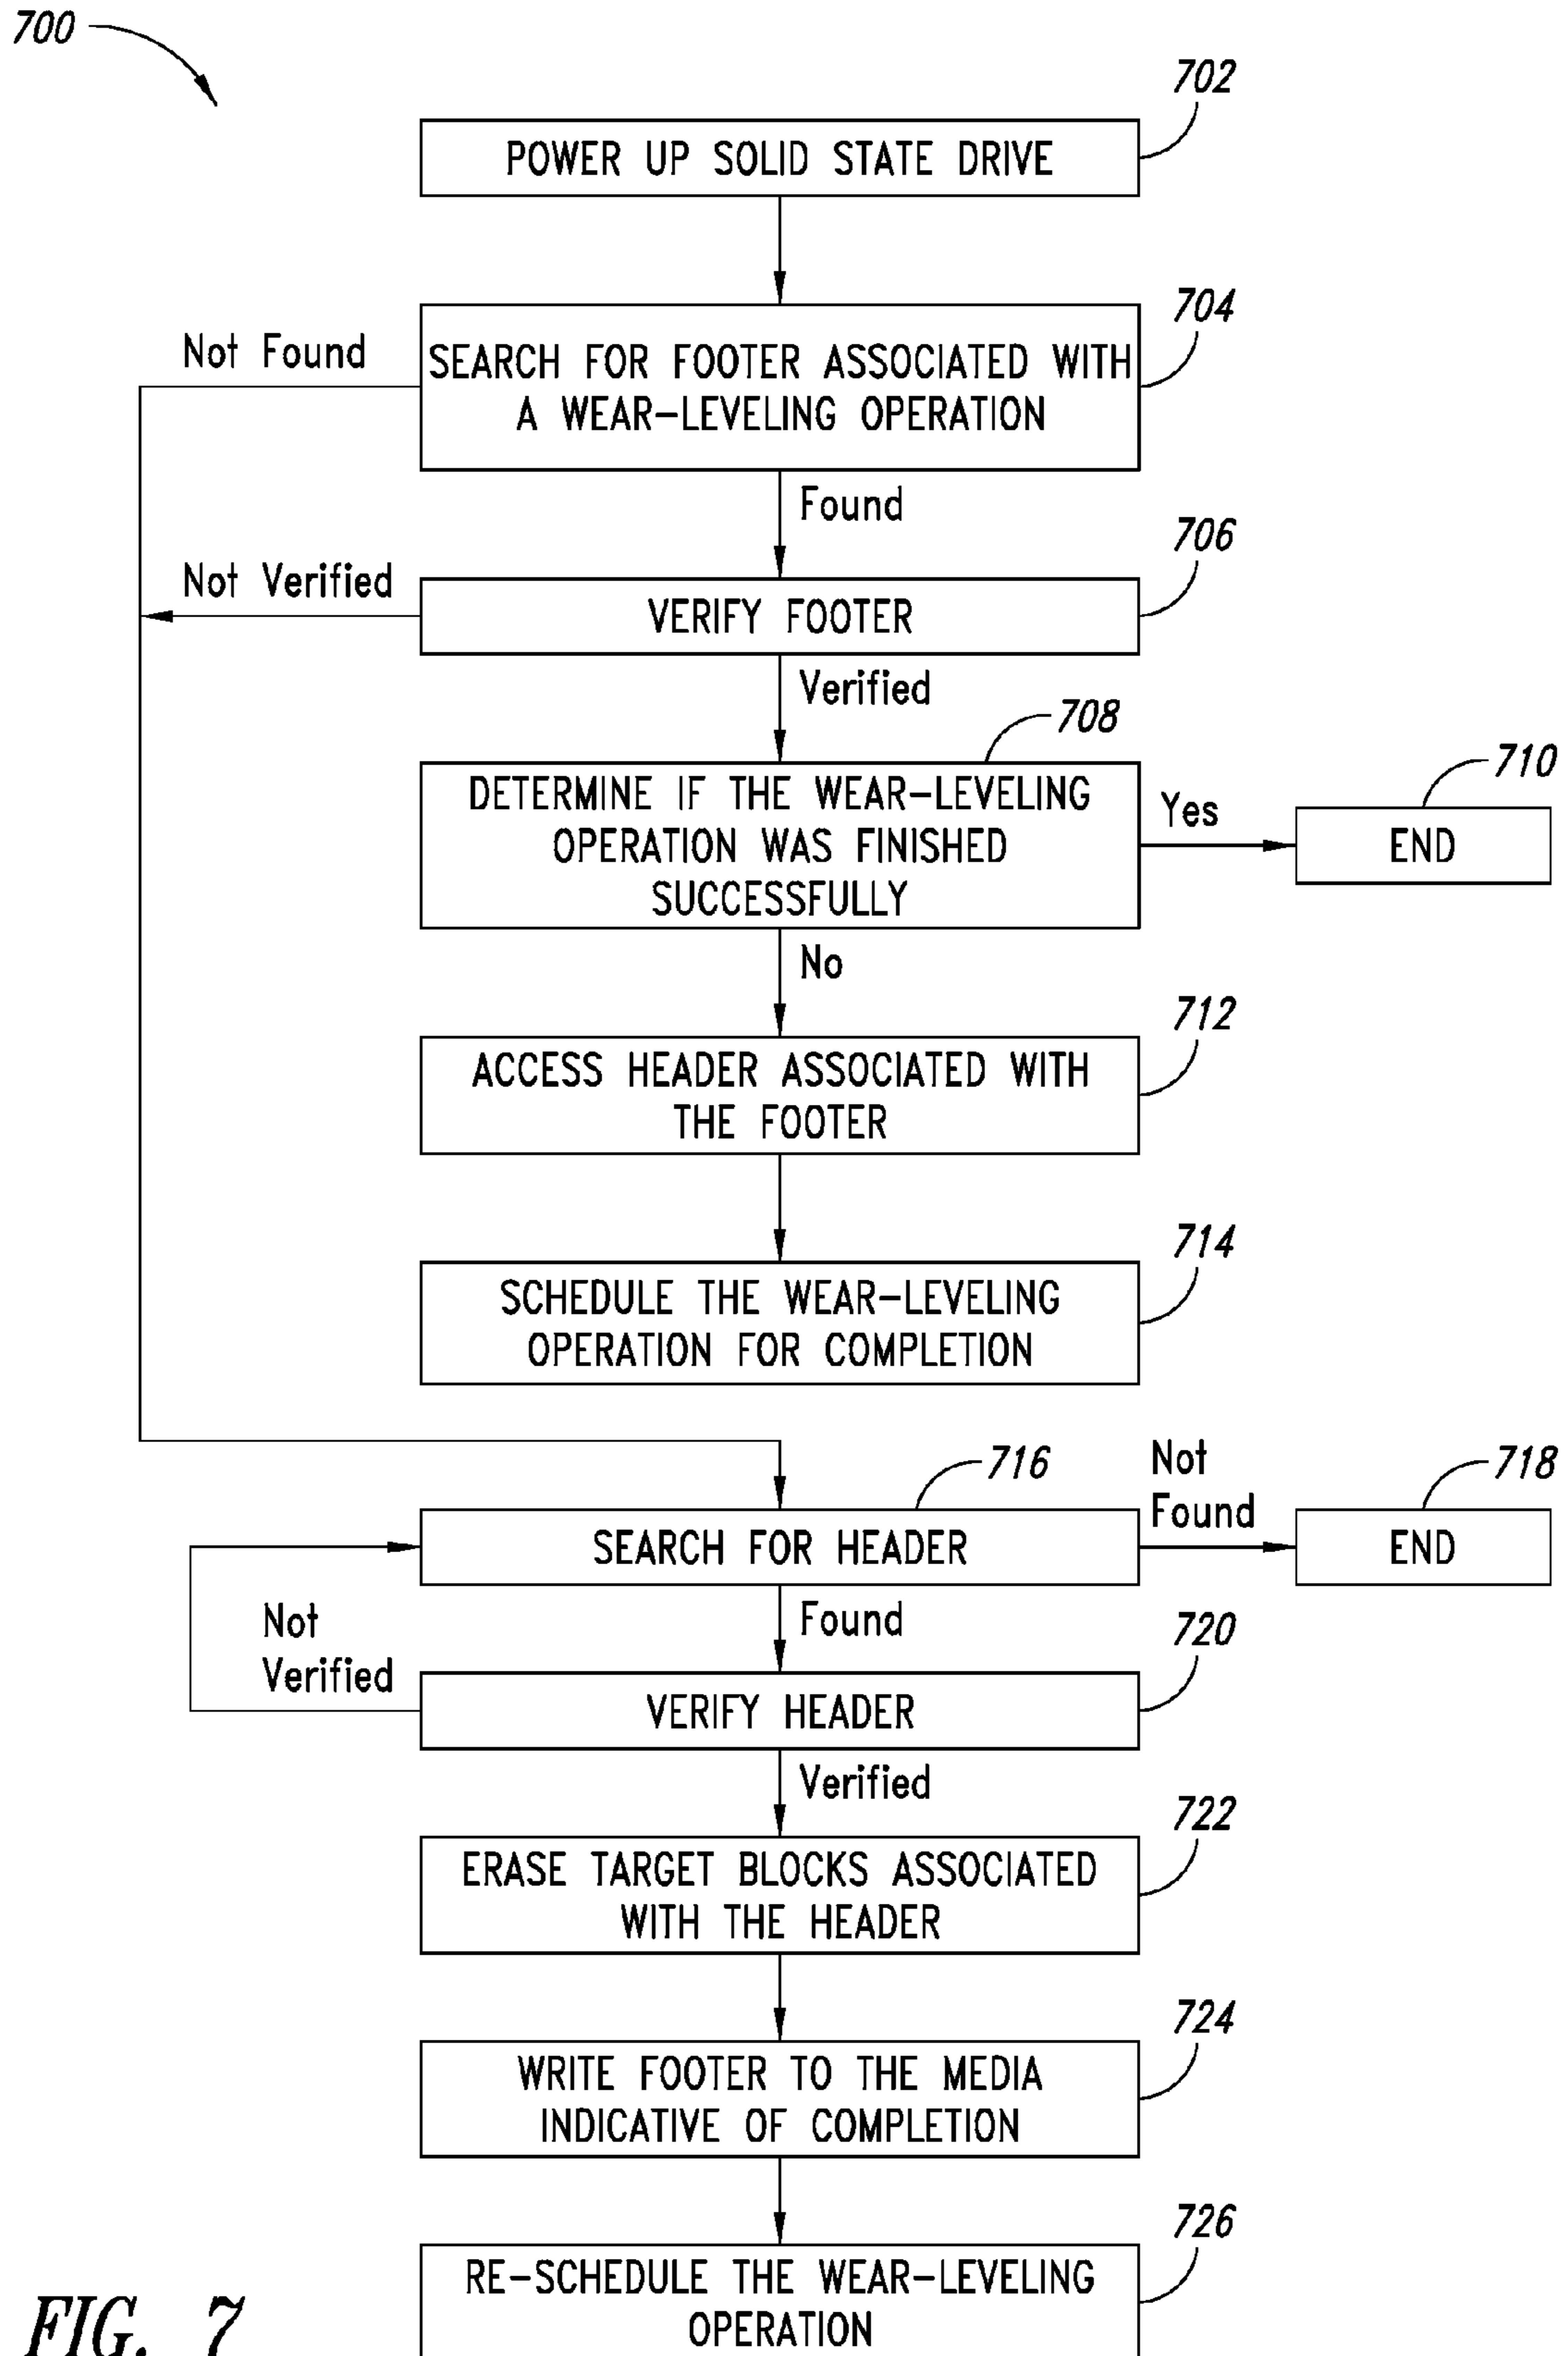 700
702
POWER UP SOLID STATE DRIVE
704
Not Found
SEARCH FOR FOOTER ASSOCIATED WITH
A WEAR-LEVELING OPERATION
Found
706
Not Verified
VERIFY FOOTER
Verified
708
710
DETERMINE IF THE WEAR-LEVELING
OPERATION WAS FINISHED
SUCCESSFULLY
Yes
END
No
712
ACCESS HEADER ASSOCIATED WITH
THE FOOTER
714
SCHEDULE THE WEAR-LEVELING
OPERATION FOR COMPLETION
716
Not
Found
718
SEARCH FOR HEADER
END
Found
Not
Verified
720
VERIFY HEADER
Verified
722
ERASE TARGET BLOCKS ASSOCIATED
WITH THE HEADER
724
WRITE FOOTER TO THE MEDIA
INDICATIVE OF COMPLETION
726
RE-SCHEDULE THE WEAR-LEVELING
OPERATION
FIG. 7